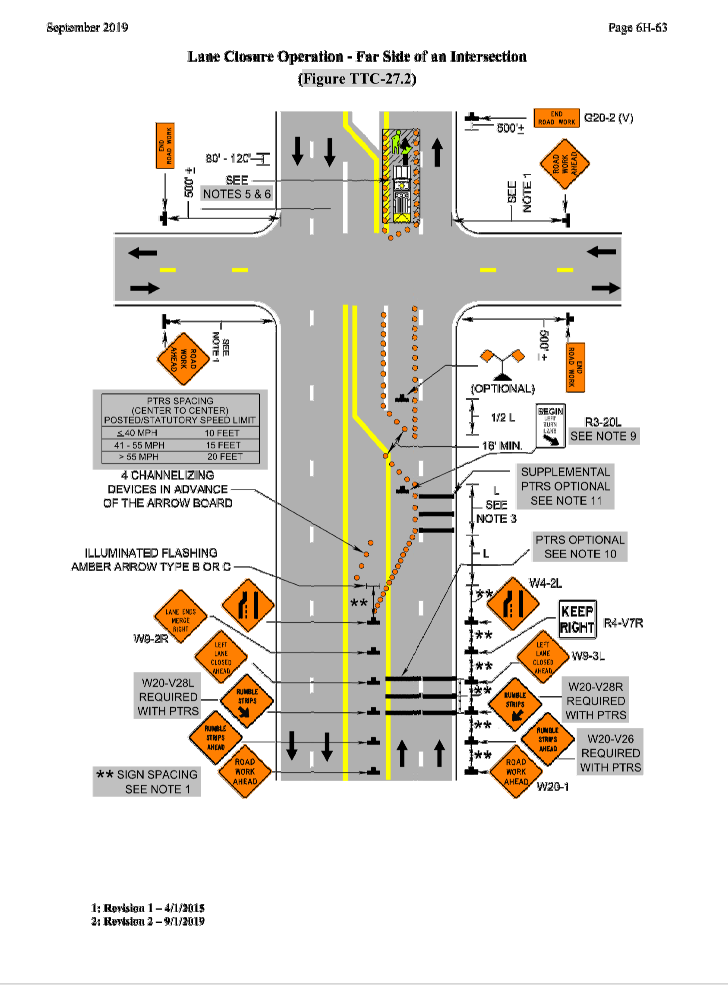 September 2019
Page 6H-63
Lane Closure Operation - Far Side of an Intersection
(Figure TTC-27.2)
END
ROAD WORK
500' ±
80' - 120'
SEE
NOTES 5 & 6
500'±
END
ROAD WORK
G20-2 (V)
ROAD
WORK
AHEAD
SEE
NOTE 1
ROAD
WORK
AHEAD
SEE
NOTE 1
500' ±
END
ROAD WORK
(OPTIONAL)
1/2 L
16' MIN.
BEGIN
LEFT
TURN
LANE
R3-20L
SEE NOTE 9
PTRS SPACING
(CENTER TO CENTER)
POSTED/STATUTORY SPEED LIMIT
≤40 MPH 10 FEET
41 - 55 MPH 15 FEET
> 55 MPH 20 FEET
4 CHANNELIZING
DEVICES IN ADVANCE
OF THE ARROW BOARD
SUPPLEMENTAL
PTRS OPTIONAL
SEE NOTE 11
L
SEE
NOTE 3
L
PTRS OPTIONAL
SEE NOTE 10
ILLUMINATED FLASHING
AMBER ARROW TYPE B OR C
**
**
W4-2L
LANE ENDS
MERGE
RIGHT
W9-2R
KEEP
RIGHT
R4-V7R
**
LEFT
LANE
CLOSED
AHEAD
**
LEFT
LANE
CLOSED
AHEAD
W9-3L
W20-V28L
REQUIRED
WITH PTRS
RUMBLE
STRIPS
**
RUMBLE
STRIPS
W20-V28R
REQUIRED
WITH PTRS
RUMBLE
STRIPS
AHEAD
**
RUMBLE
STRIPS
AHEAD
W20-V26
REQUIRED
WITH PTRS
** SIGN SPACING
SEE NOTE 1
ROAD
WORK
AHEAD
**
ROAD
WORK
AHEAD
W20-1
1: Revision 1 – 4/1/2015
2: Revision 2 – 9/1/2019